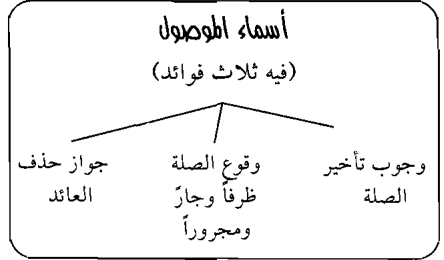 أسماء الموصول
(فيه ثلاث فوائد)
وجوب تأخير
الصلة
وقوع الصلة
ظرفاً وجارّ
ومجروراً
جواز حذف
العائد